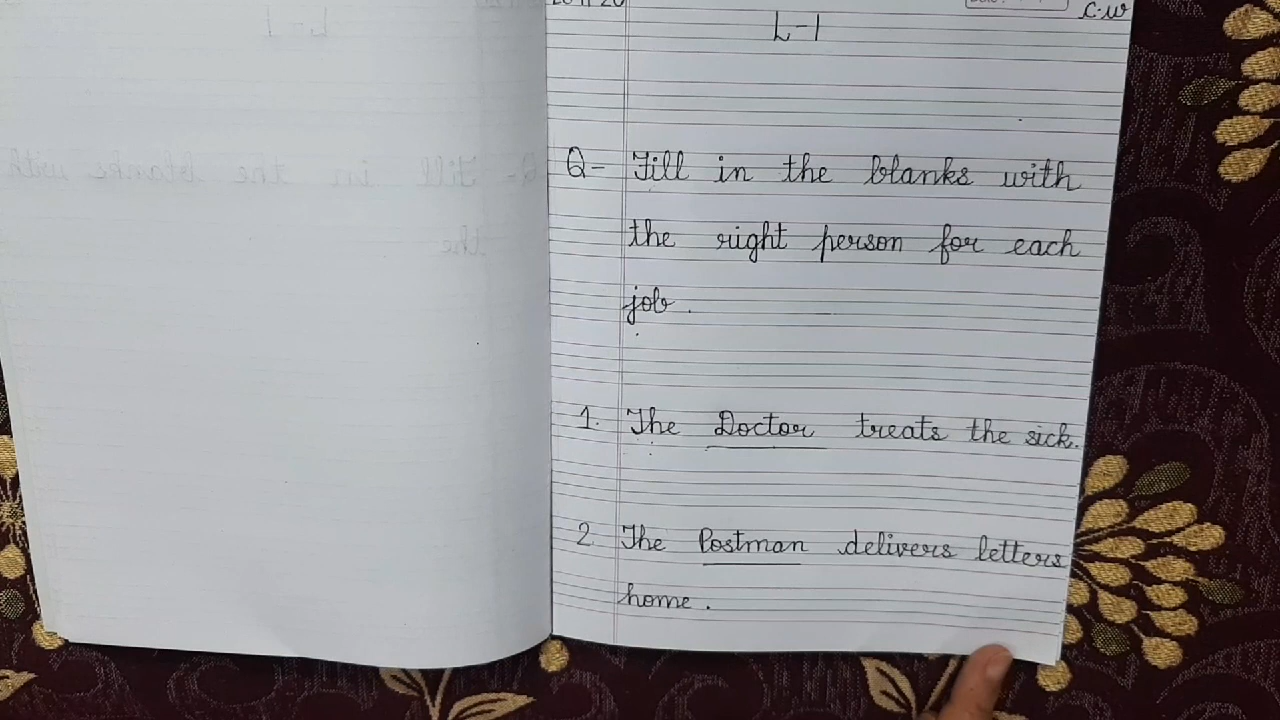 C.W
L-1
Q- Fill in the blanks with
the right person for each
job.
1. The Doctor treats the sick.
2. The Postman delivers letters
home.